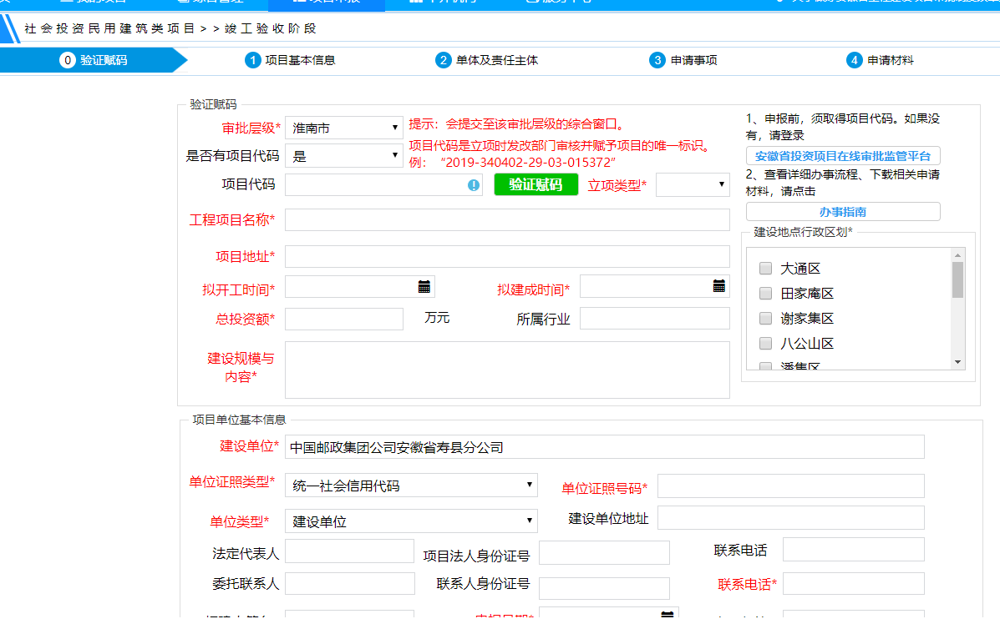 社会投资民用建筑类项目>>竣工验收阶段
0 验证赋码
1 项目基本信息
2 单体及责任主体
3 申请事项
4 申请材料
验证赋码
审批层级*
淮南市
提示：会提交至该审批层级的综合窗口。
是否有项目代码
是
项目代码是立项时发改部门审核并赋予项目的唯一标识。
例：“2019-340402-29-03-015372”
项目代码
验证赋码
立项类型*
工程项目名称*
项目地址*
拟开工时间*
拟建成时间*
总投资额*
万元
所属行业
建设规模与
内容*
1、申报前，须取得项目代码。如果没
有，请登录
安徽省投资项目在线审批监管平台
2、查看详细办事流程、下载相关申请
材料，请点击
办事指南
建设地点行政区划*
大通区
田家庵区
谢家集区
八公山区
潘集区
项目单位基本信息
建设单位*
中国邮政集团公司安徽省寿县分公司
单位证照类型*
统一社会信用代码
单位证照号码*
单位类型*
建设单位
建设单位地址
法定代表人
项目法人身份证号
联系电话
委托联系人
联系人身份证号
联系电话*